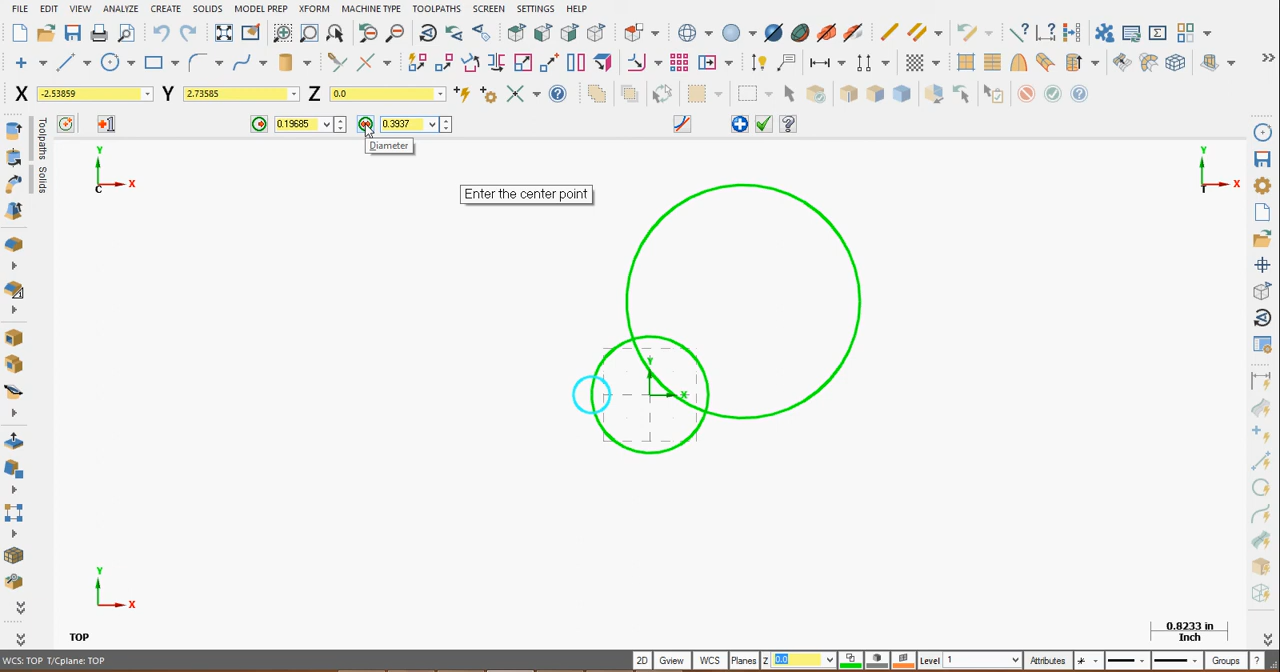 FILE EDIT VIEW ANALYZE CREATE SOLIDS MODEL PREP XFORM MACHINE TYPE TOOLPATHS SCREEN SETTINGS HELP
X -2.53859 Y 2.73585 Z 0.0
0.19685 0.3937
Diameter
Toolpaths
Solids
Enter the center point
Y
X
C
Y
X
T
Y
X
Y
X
TOP
0.8233 in
Inch
WCS: TOP T/Cplane: TOP 2D Gview WCS Planes Z 0.0 Level 1 Attributes Groups ?